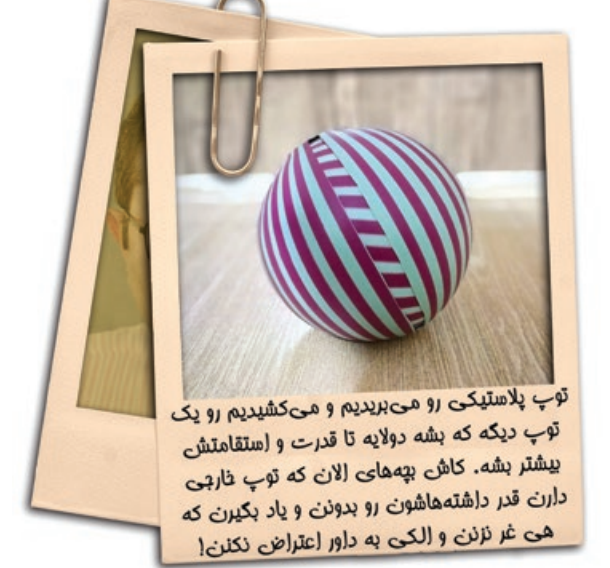 توپ پلاستیکی رو می‌بریدیم و می‌کشیدیم رو یک
توپ دیگه که بشه دولایه تا قدرت و استقامتش
بیشتر بشه. کاش بچه‌های الان که توپ خارجی
دارن قدر داشته‌هاشون رو بدونن و یاد بگیرن که
هی غر نزنن و الکی به داور اعتراض نکنن!